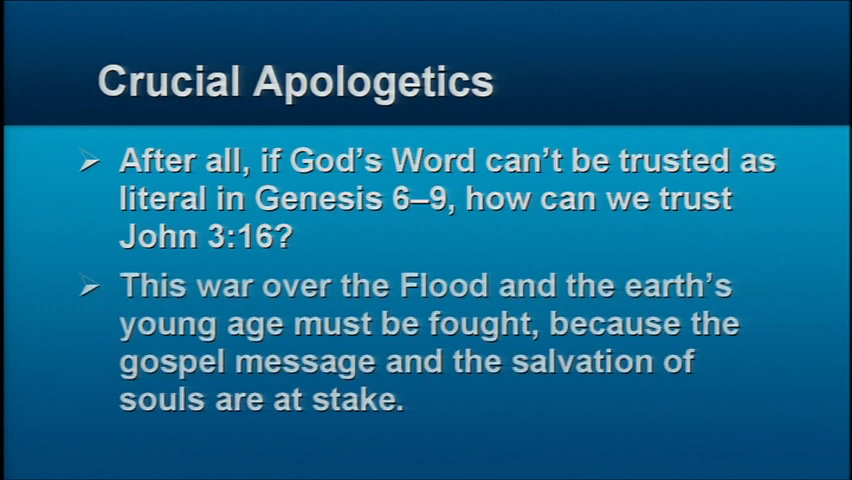 Crucial Apologetics
➢ After all, if God’s Word can’t be trusted as
literal in Genesis 6–9, how can we trust
John 3:16?
➢ This war over the Flood and the earth’s
young age must be fought, because the
gospel message and the salvation of
souls are at stake.